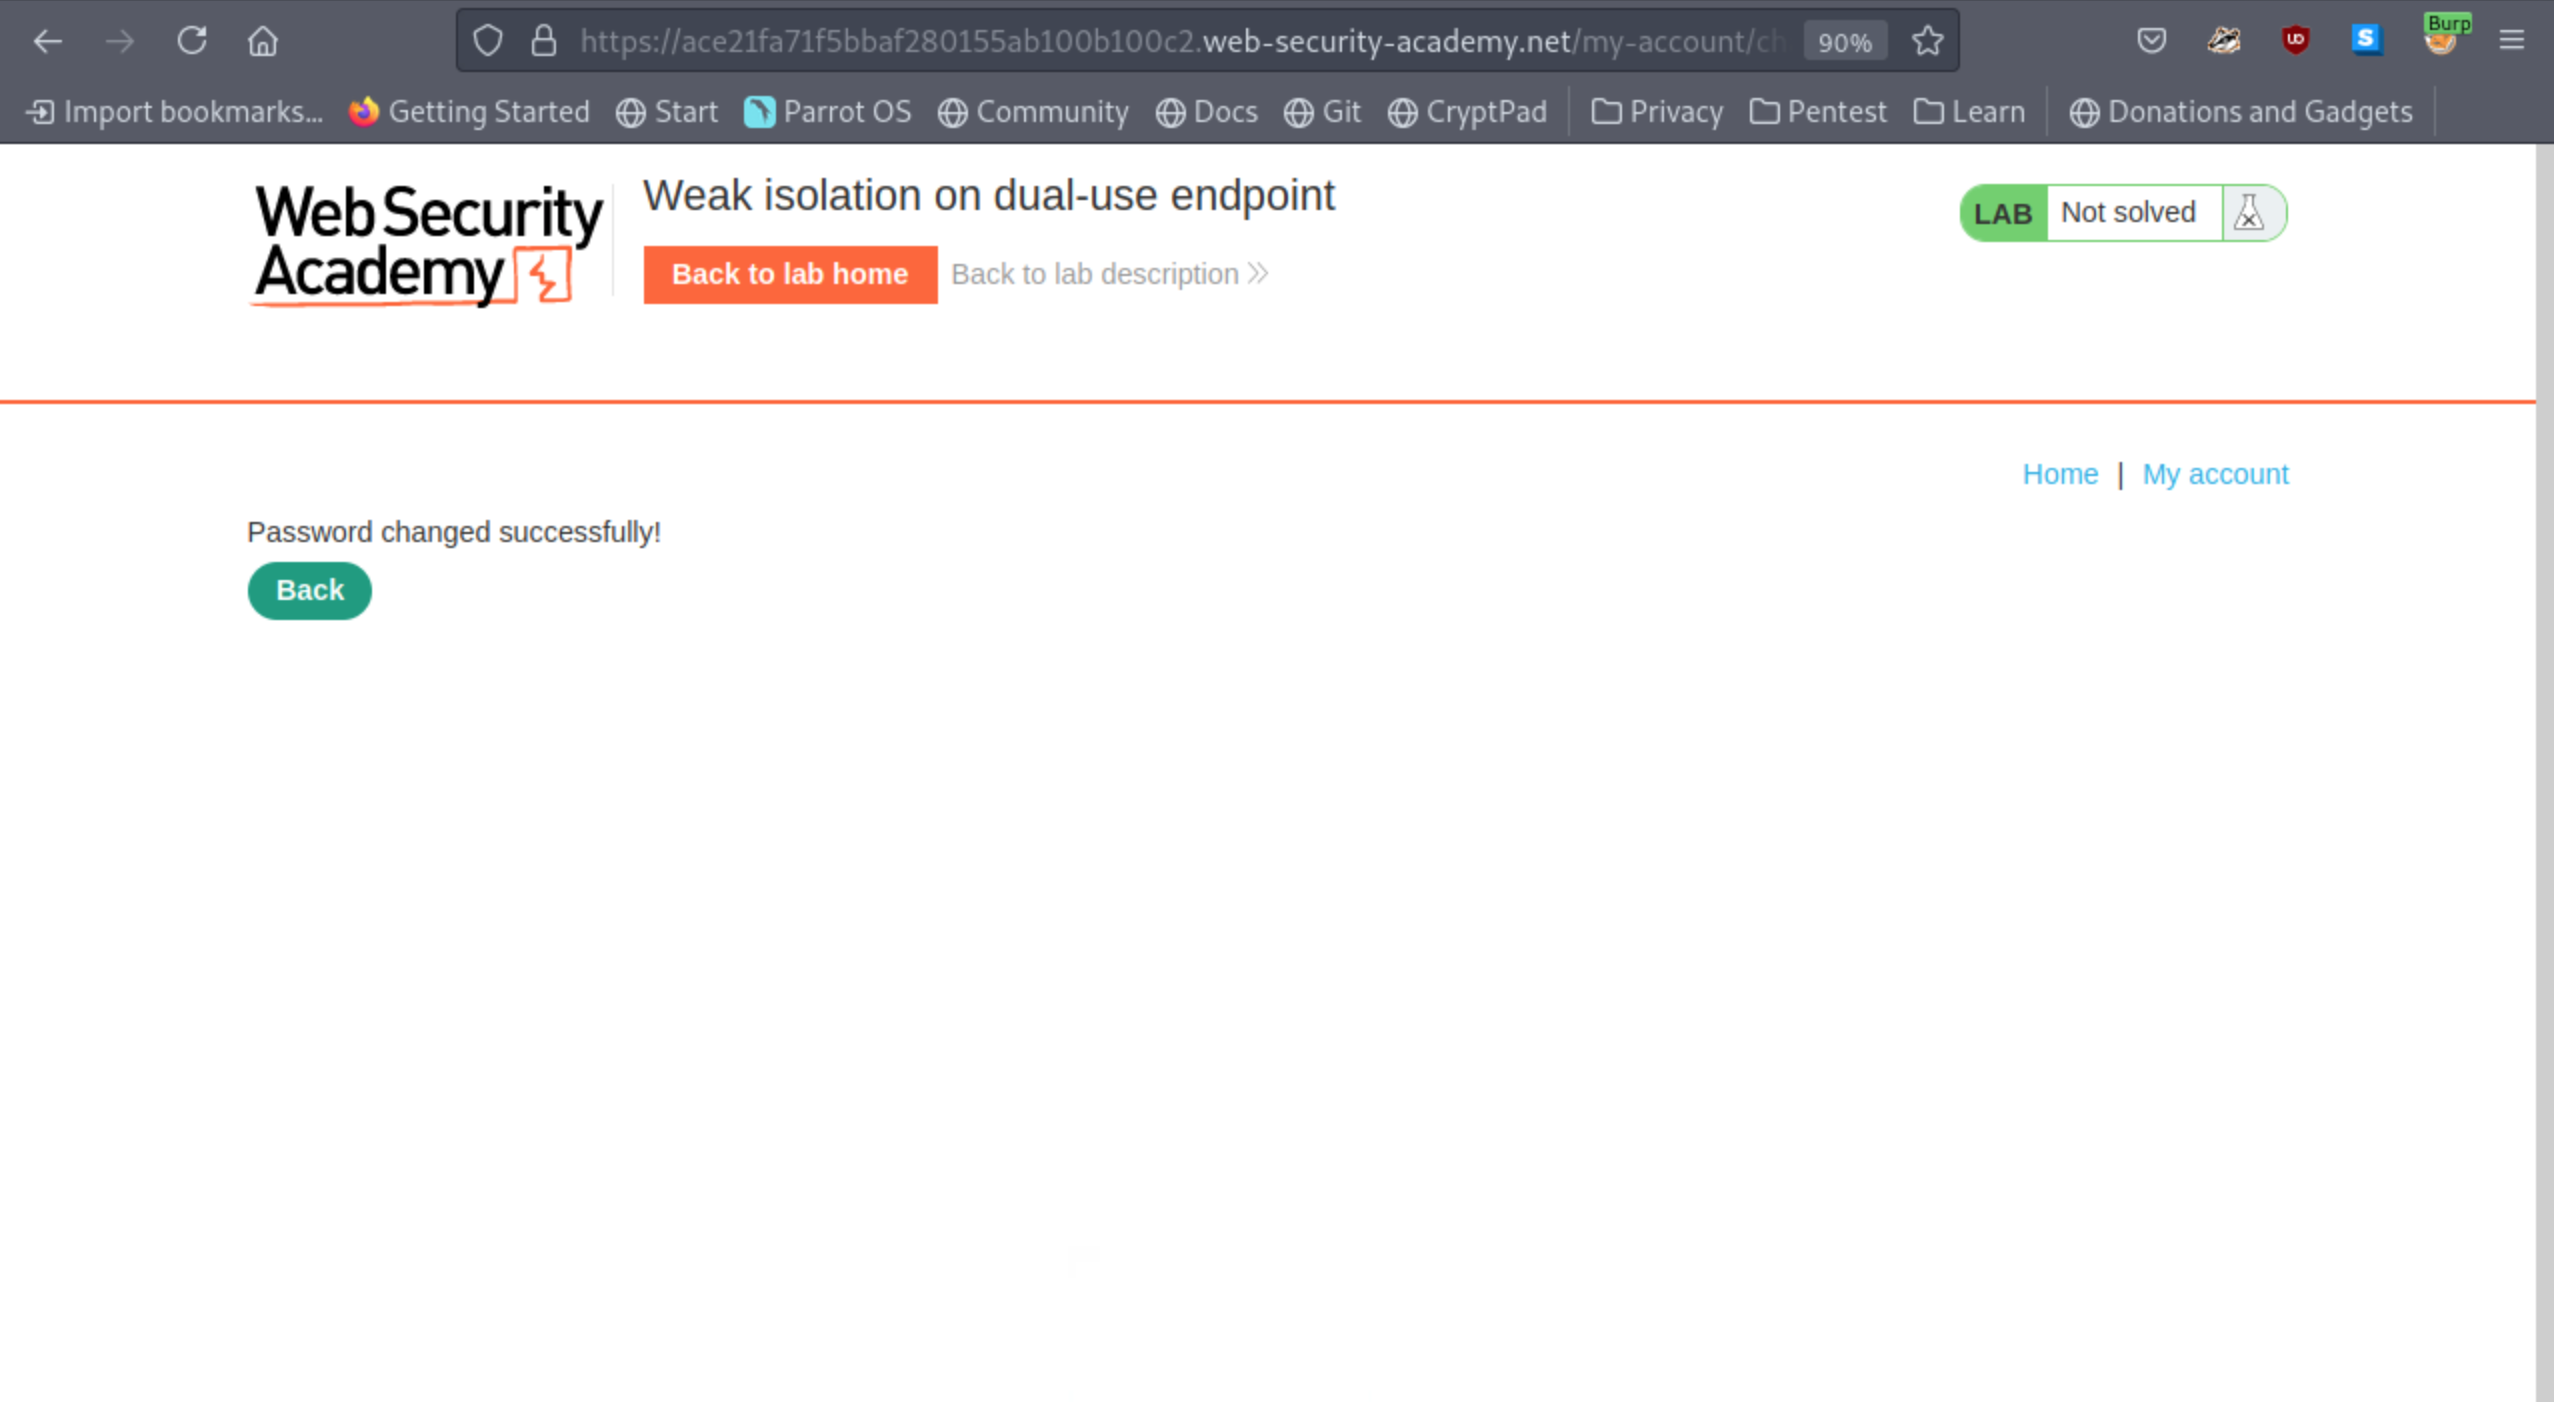 https://ace21fa71f5bbaf280155ab100b100c2.web-security-academy.net/my-account/ch 90% S Burp
Import bookmarks... Getting Started Start Parrot OS Community Docs Git CryptPad Privacy Pentest Learn Donations and Gadgets
Web Security
Academy
Weak isolation on dual-use endpoint
Back to lab home Back to lab description
LAB Not solved
Home | My account
Password changed successfully!
Back